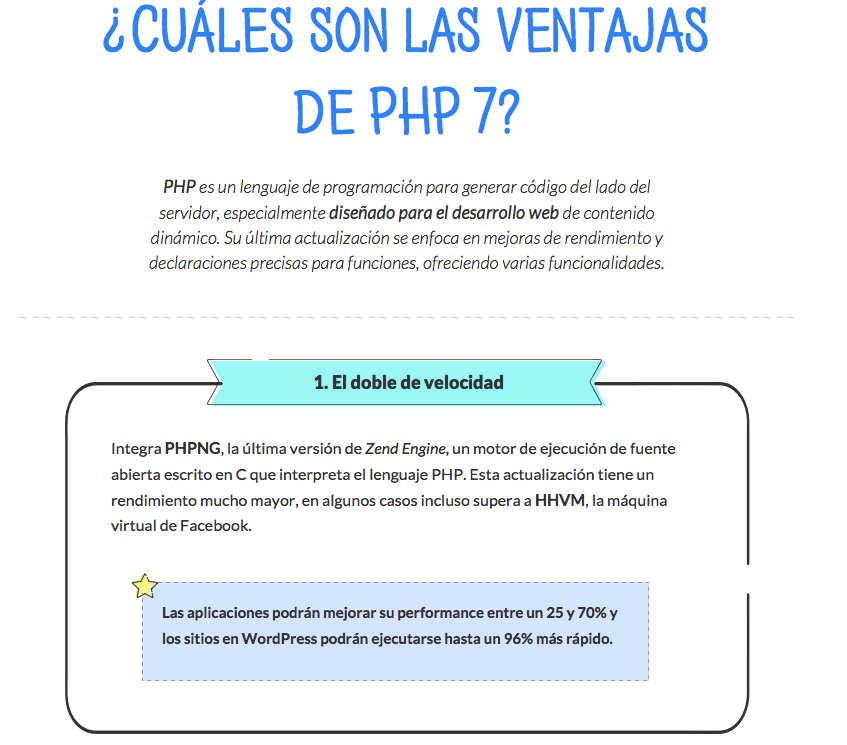 ¿CUÁLES SON LAS VENTAJAS
DE PHP 7?
PHP es un lenguaje de programación para generar código del lado del
servidor, especialmente diseñado para el desarrollo web de contenido
dinámico. Su última actualización se enfoca en mejoras de rendimiento y
declaraciones precisas para funciones, ofreciendo varias funcionalidades.
1. El doble de velocidad
Integra PHPNG, la última versión de Zend Engine, un motor de ejecución de fuente
abierta escrito en C que interpreta el lenguaje PHP. Esta actualización tiene un
rendimiento mucho mayor, en algunos casos incluso supera a HHVM, la máquina
virtual de Facebook.
Las aplicaciones podrán mejorar su performance entre un 25 y 70% y
los sitios en WordPress podrán ejecutarse hasta un 96% más rápido.